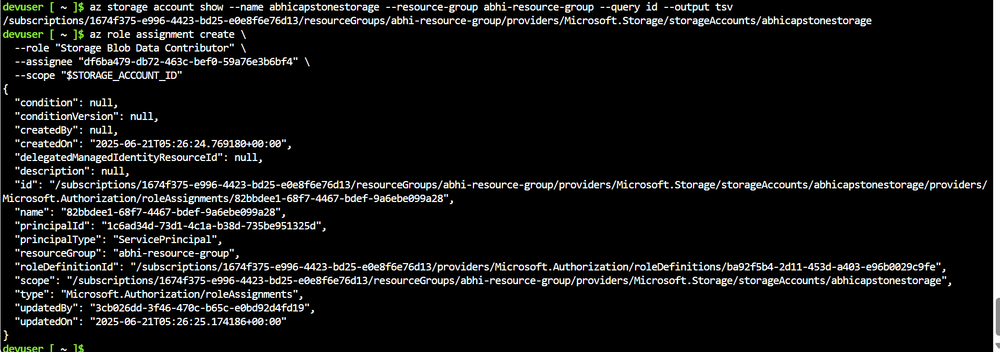 devuser [ ~ ]$ az storage account show --name abhicapstonestorage --resource-group abhi-resource-group --query id --output tsv
/subscriptions/1674f375-e996-4423-bd25-e0e8f6e76d13/resourceGroups/abhi-resource-group/providers/Microsoft.Storage/storageAccounts/abhicapstonestorage
devuser [ ~ ]$ az role assignment create \
  --role "Storage Blob Data Contributor" \
  --assignee "df6ba479-db72-463c-bef0-59a76e3b6bf4" \
  --scope "$STORAGE_ACCOUNT_ID"
{
  "condition": null,
  "conditionVersion": null,
  "createdBy": null,
  "createdOn": "2025-06-21T05:26:24.769180+00:00",
  "delegatedManagedIdentityResourceId": null,
  "description": null,
  "id": "/subscriptions/1674f375-e996-4423-bd25-e0e8f6e76d13/resourceGroups/abhi-resource-group/providers/Microsoft.Storage/storageAccounts/abhicapstonestorage/providers/
Microsoft.Authorization/roleAssignments/82bbdee1-68f7-4467-bdef-9a6ebe099a28",
  "name": "82bbdee1-68f7-4467-bdef-9a6ebe099a28",
  "principalId": "1c6ad34d-73d1-4c1a-b38d-735be951325d",
  "principalType": "ServicePrincipal",
  "resourceGroup": "abhi-resource-group",
  "roleDefinitionId": "/subscriptions/1674f375-e996-4423-bd25-e0e8f6e76d13/providers/Microsoft.Authorization/roleDefinitions/ba92f5b4-2d11-453d-a403-e96b0029c9fe",
  "scope": "/subscriptions/1674f375-e996-4423-bd25-e0e8f6e76d13/resourceGroups/abhi-resource-group/providers/Microsoft.Storage/storageAccounts/abhicapstonestorage",
  "type": "Microsoft.Authorization/roleAssignments",
  "updatedBy": "3cb026dd-3f46-470c-b65c-e0bd92d4fd19",
  "updatedOn": "2025-06-21T05:26:25.174186+00:00"
}
devuser [ ~ ]$